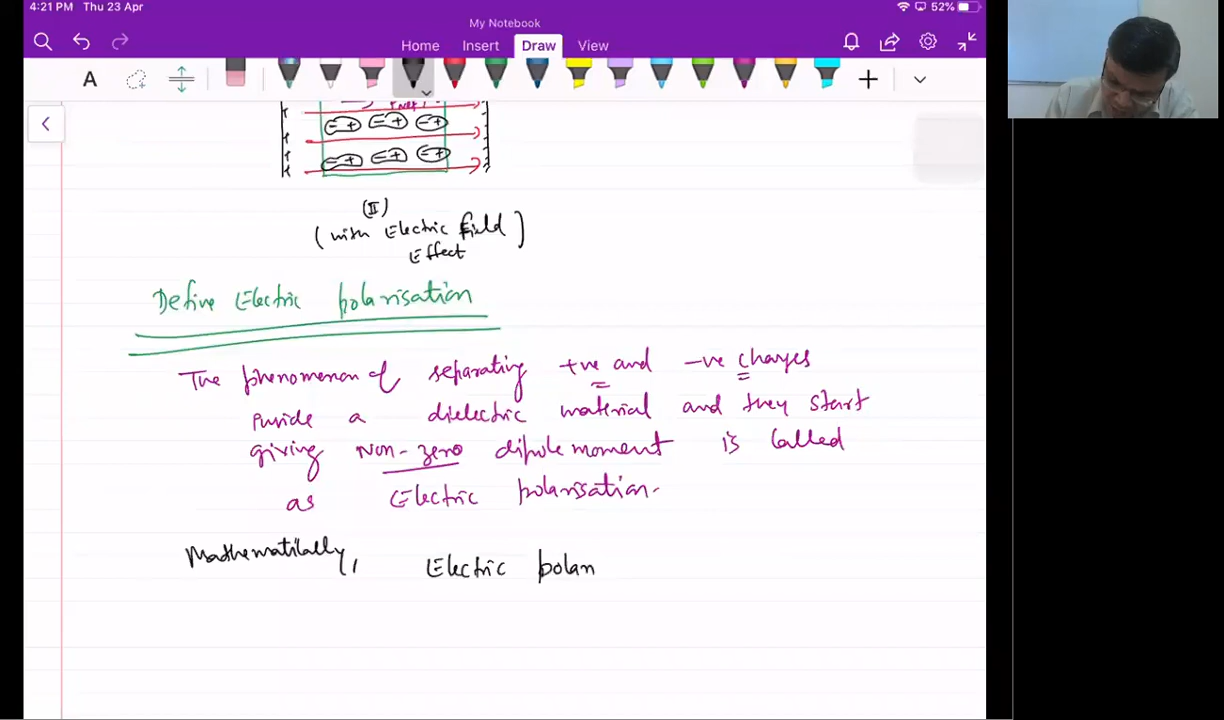 4:21 PM Thu 23 Apr
52%
My Notebook
Home Insert Draw View
A
(II)
(with Electric field)
Effect
Define Electric polarisation
The phenomenon of separating +ve and -ve charges
inside a dielectric material and they start
giving Non-zero dipole moment is called
as Electric polarisation.
Mathematically, Electric polari